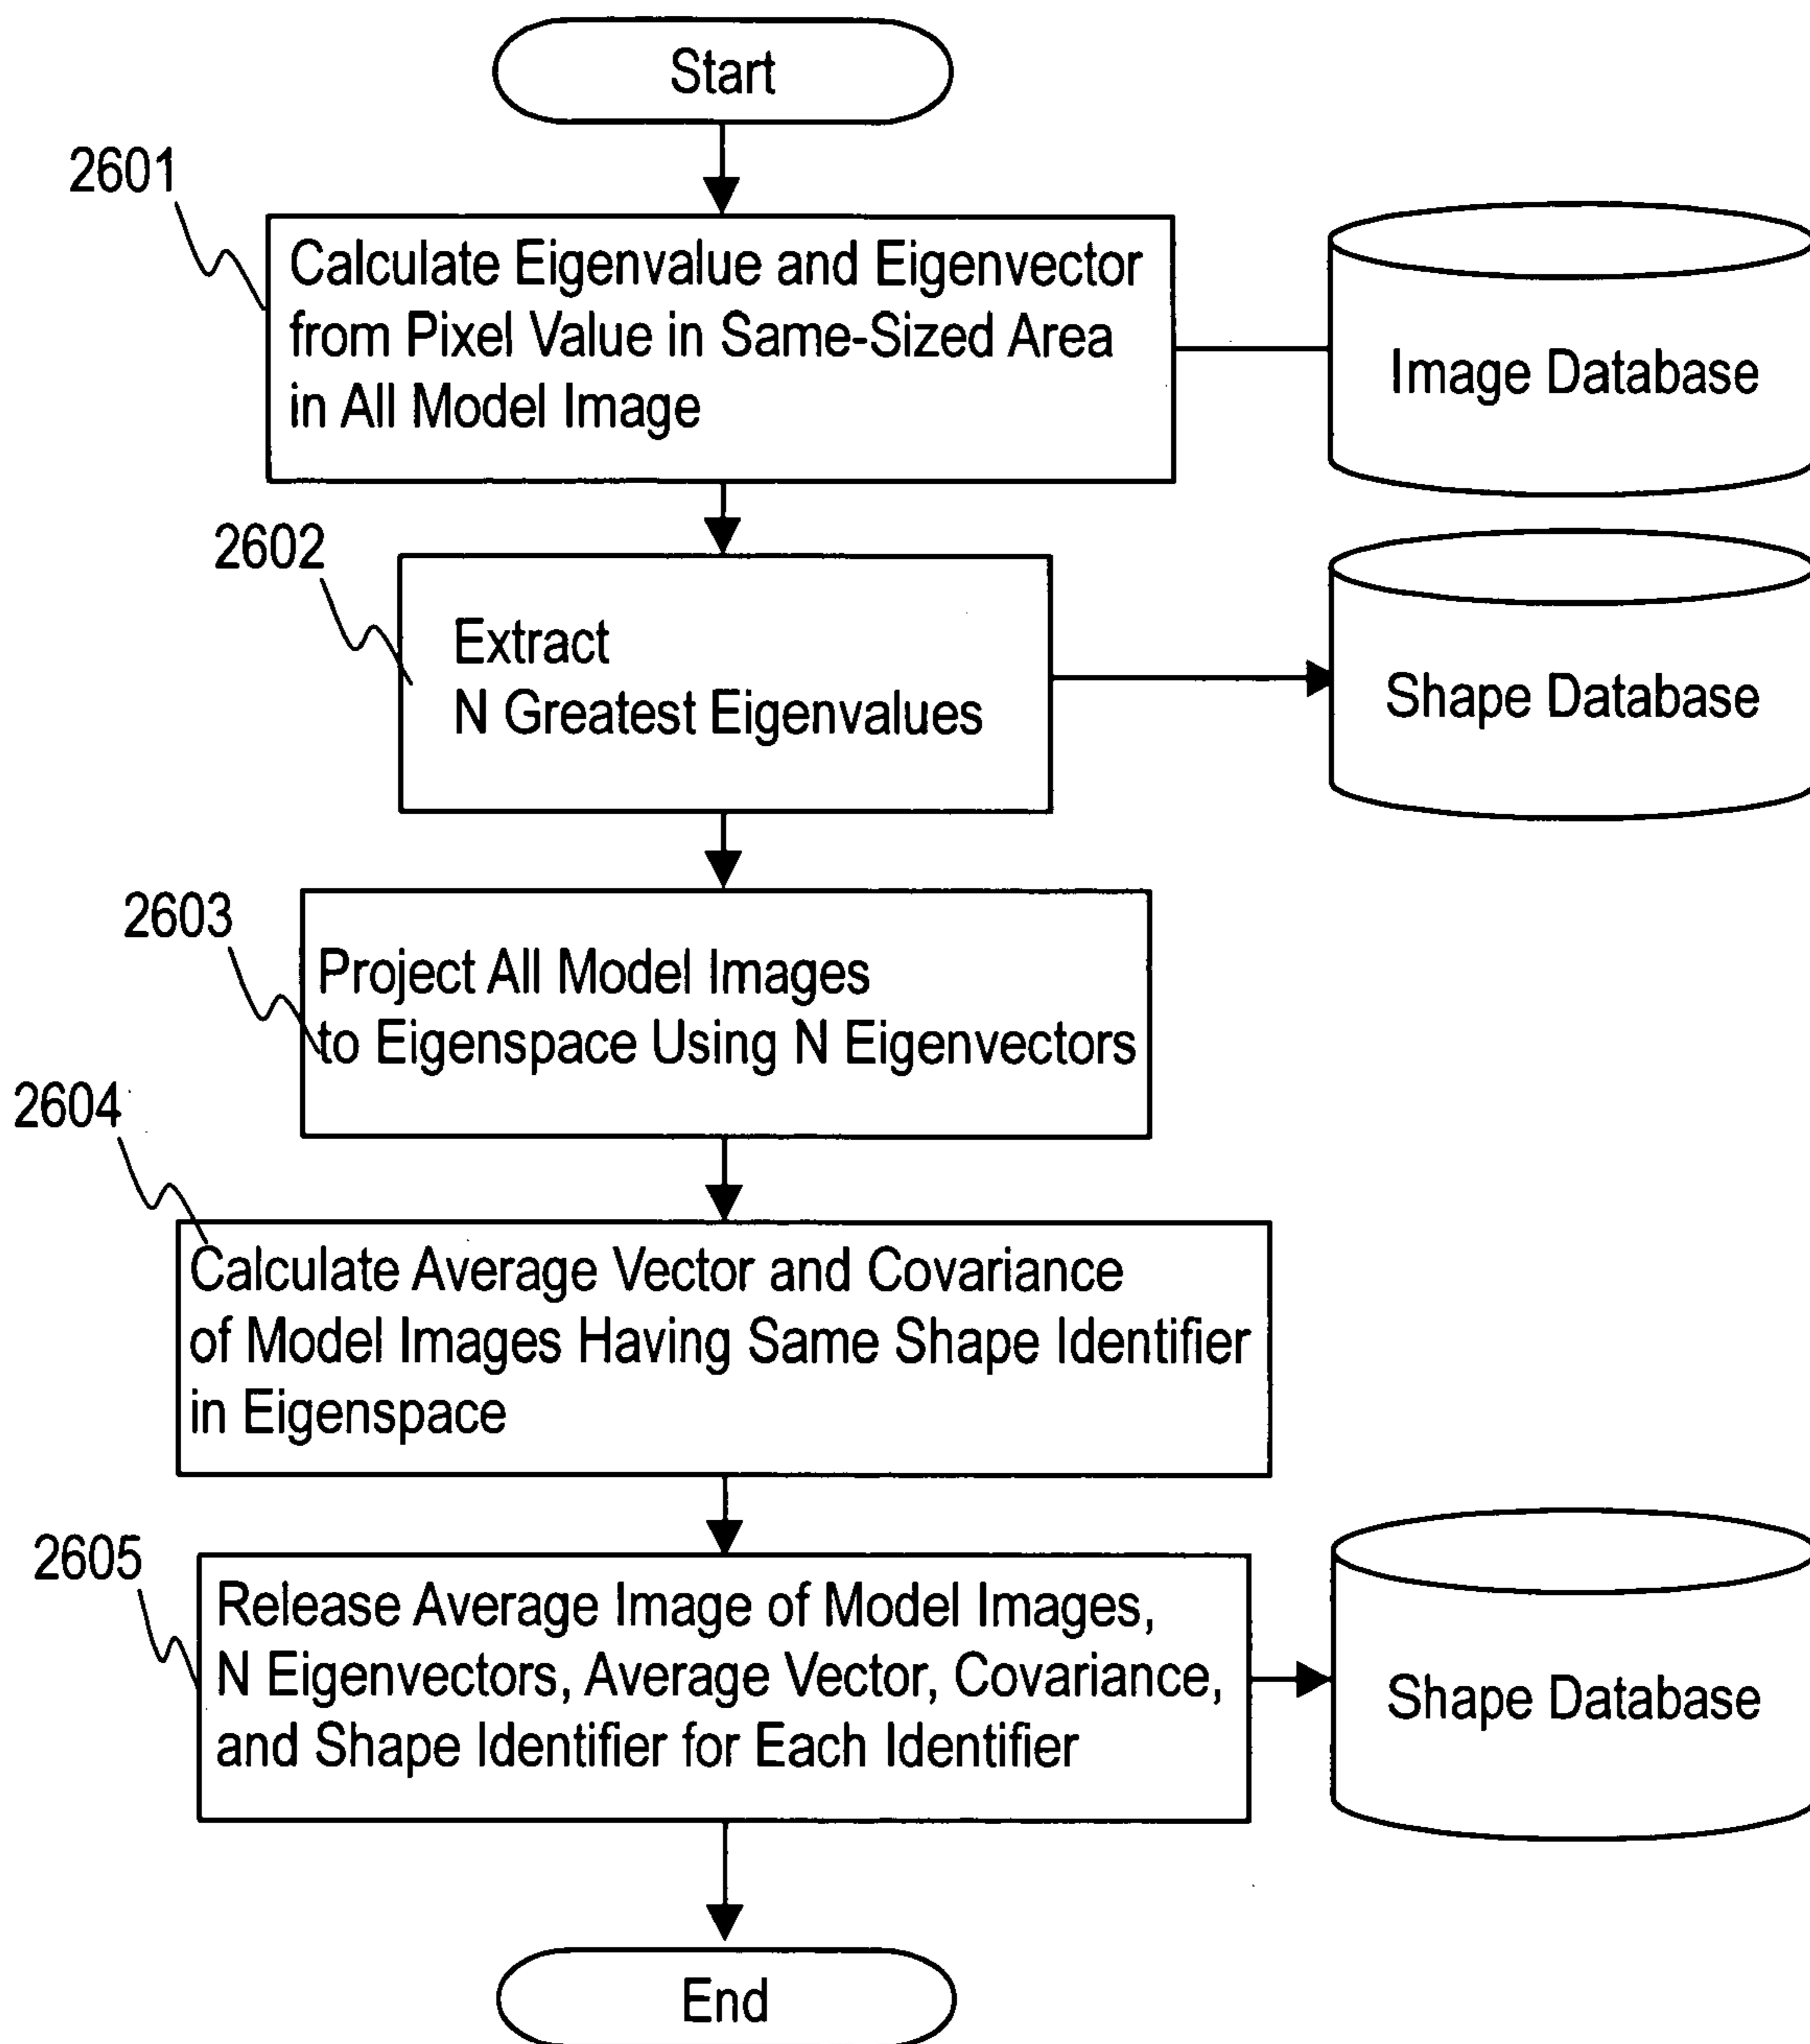 Start
2601
Calculate Eigenvalue and Eigenvector
from Pixel Value in Same-Sized Area
in All Model Image
Image Database
2602
Extract
N Greatest Eigenvalues
Shape Database
2603
Project All Model Images
to Eigenspace Using N Eigenvectors
2604
Calculate Average Vector and Covariance
of Model Images Having Same Shape Identifier
in Eigenspace
2605
Release Average Image of Model Images,
N Eigenvectors, Average Vector, Covariance,
and Shape Identifier for Each Identifier
Shape Database
End